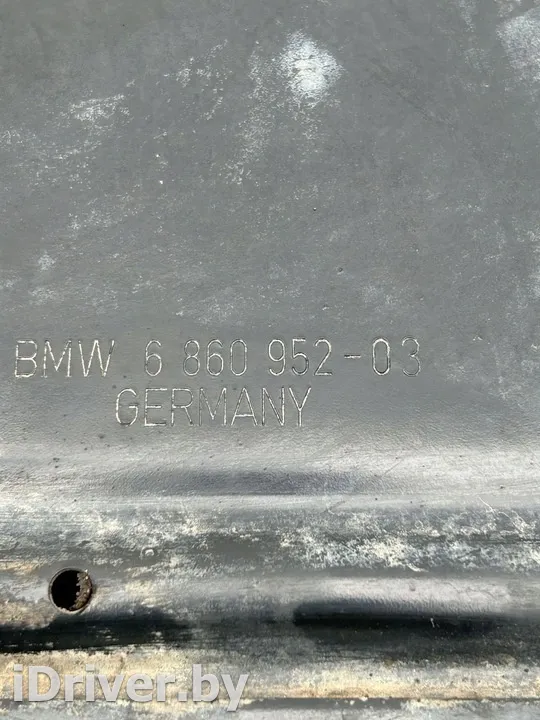 BMW 6 860 952-03
GERMANY
iDriver.by